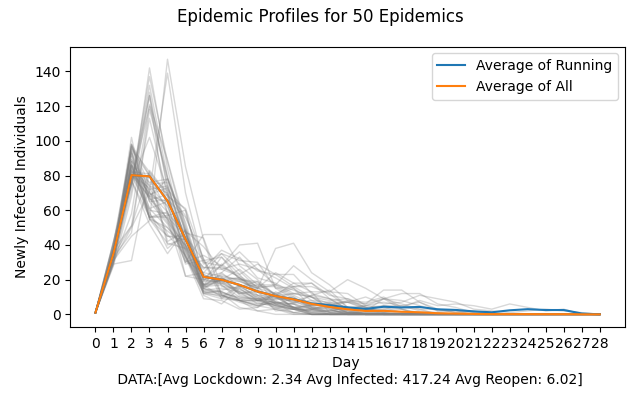 Epidemic Profiles for 50 Epidemics
Average of Running
Average of All
Newly Infected Individuals
140
120
100
80
60
40
20
0
0 1 2 3 4 5 6 7 8 9 10 11 12 13 14 15 16 17 18 19 20 21 22 23 24 25 26 27 28
Day
DATA:[Avg Lockdown: 2.34 Avg Infected: 417.24 Avg Reopen: 6.02]